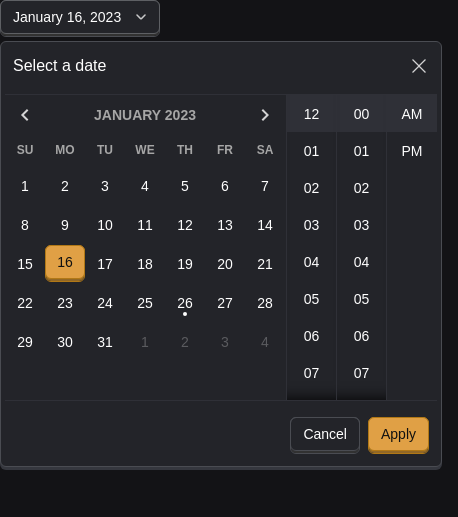 January 16, 2023
Select a date
JANUARY 2023
SU MO TU WE TH FR SA
1 2 3 4 5 6 7
8 9 10 11 12 13 14
15 16 17 18 19 20 21
22 23 24 25 26 27 28
29 30 31 1 2 3 4
12 00 AM
01 01 PM
02 02
03 03
04 04
05 05
06 06
07 07
Cancel Apply